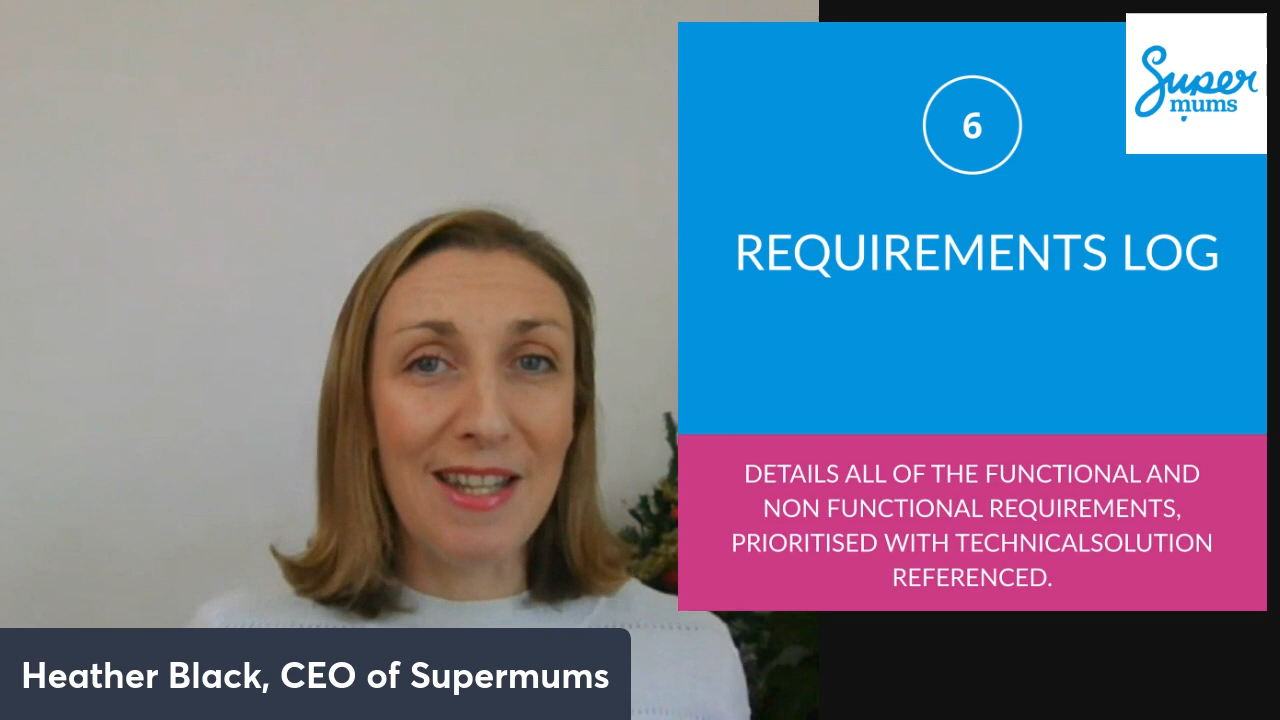 Super
mums
6
REQUIREMENTS LOG
DETAILS ALL OF THE FUNCTIONAL AND
NON FUNCTIONAL REQUIREMENTS,
PRIORITISED WITH TECHNICALSOLUTION
REFERENCED.
Heather Black, CEO of Supermums